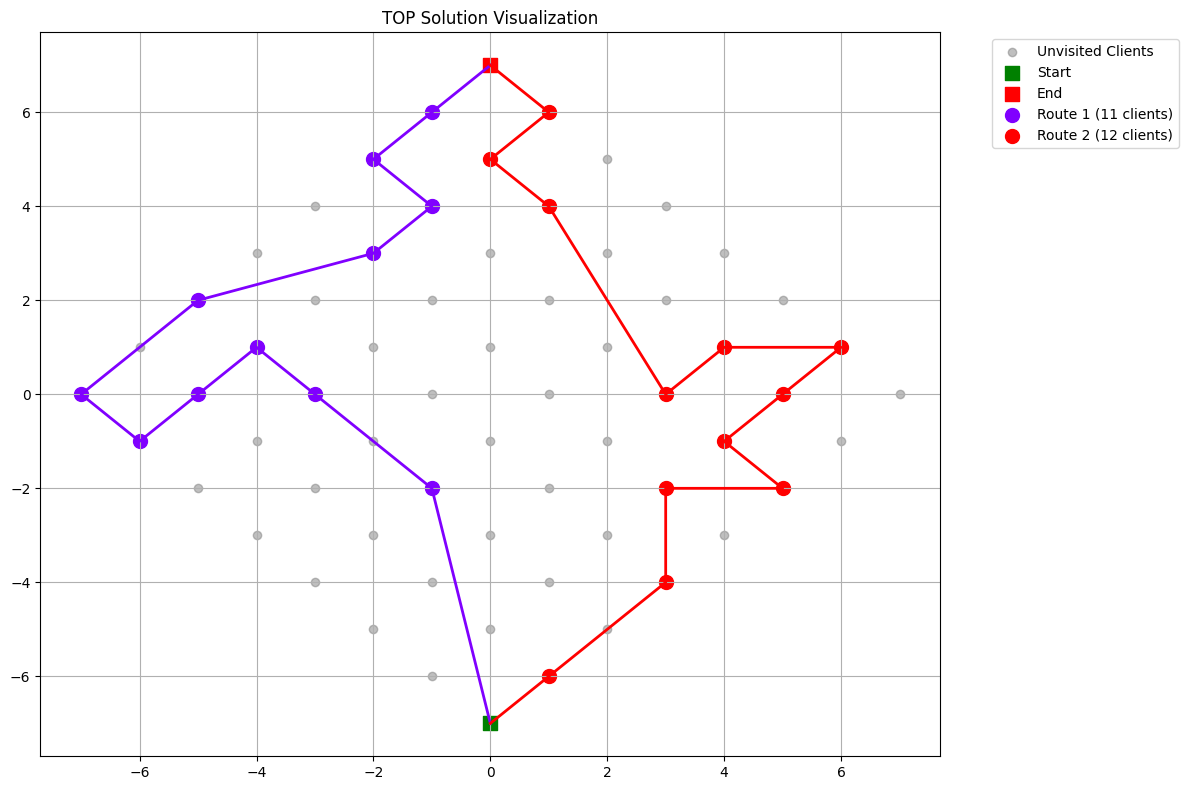 TOP Solution Visualization
Unvisited Clients
Start
End
Route 1 (11 clients)
Route 2 (12 clients)
6
4
2
0
−2
−4
−6
−6 −4 −2 0 2 4 6